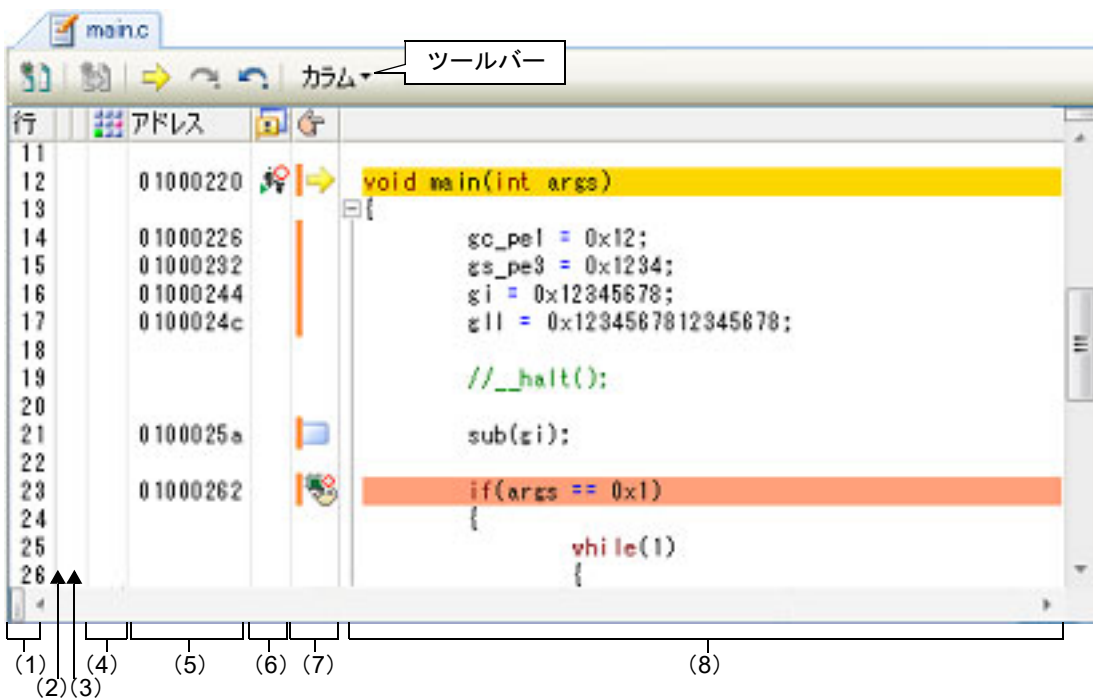 main.c
カラム
ツールバー
行 アドレス
11
12 01000220 void main(int args)
13 {
14 01000226 gc_pe1 = 0x12;
15 01000232 gs_pe3 = 0x1234;
16 01000244 gi = 0x12345678;
17 0100024c gll = 0x1234567812345678;
18
19 //__halt();
20
21 0100025a sub(gi);
22
23 01000262 if(args == 0x1)
24 {
25 while(1)
26 {
(1) (4) (5) (6) (7) (8)
(2)(3)